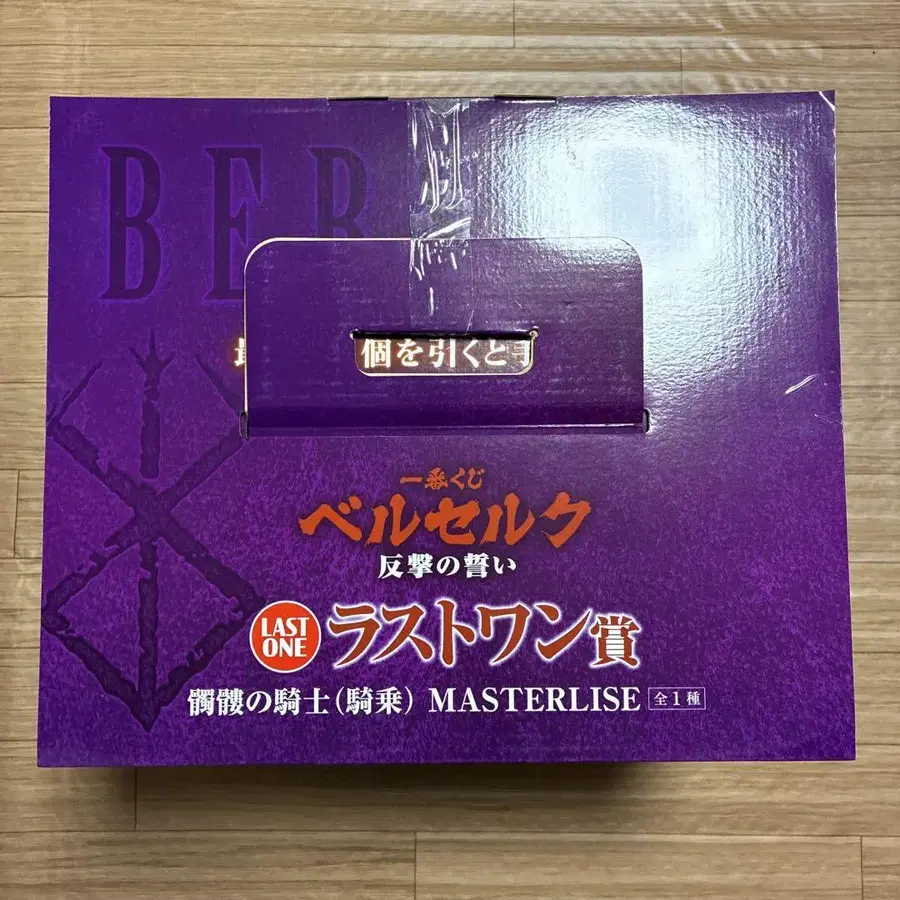 BER
個を引くと
一番くじ
ベルセルク
反撃の誓い
LAST
ONE
ラストワン賞
髑髏の騎士(騎乗) MASTERLISE 全1種